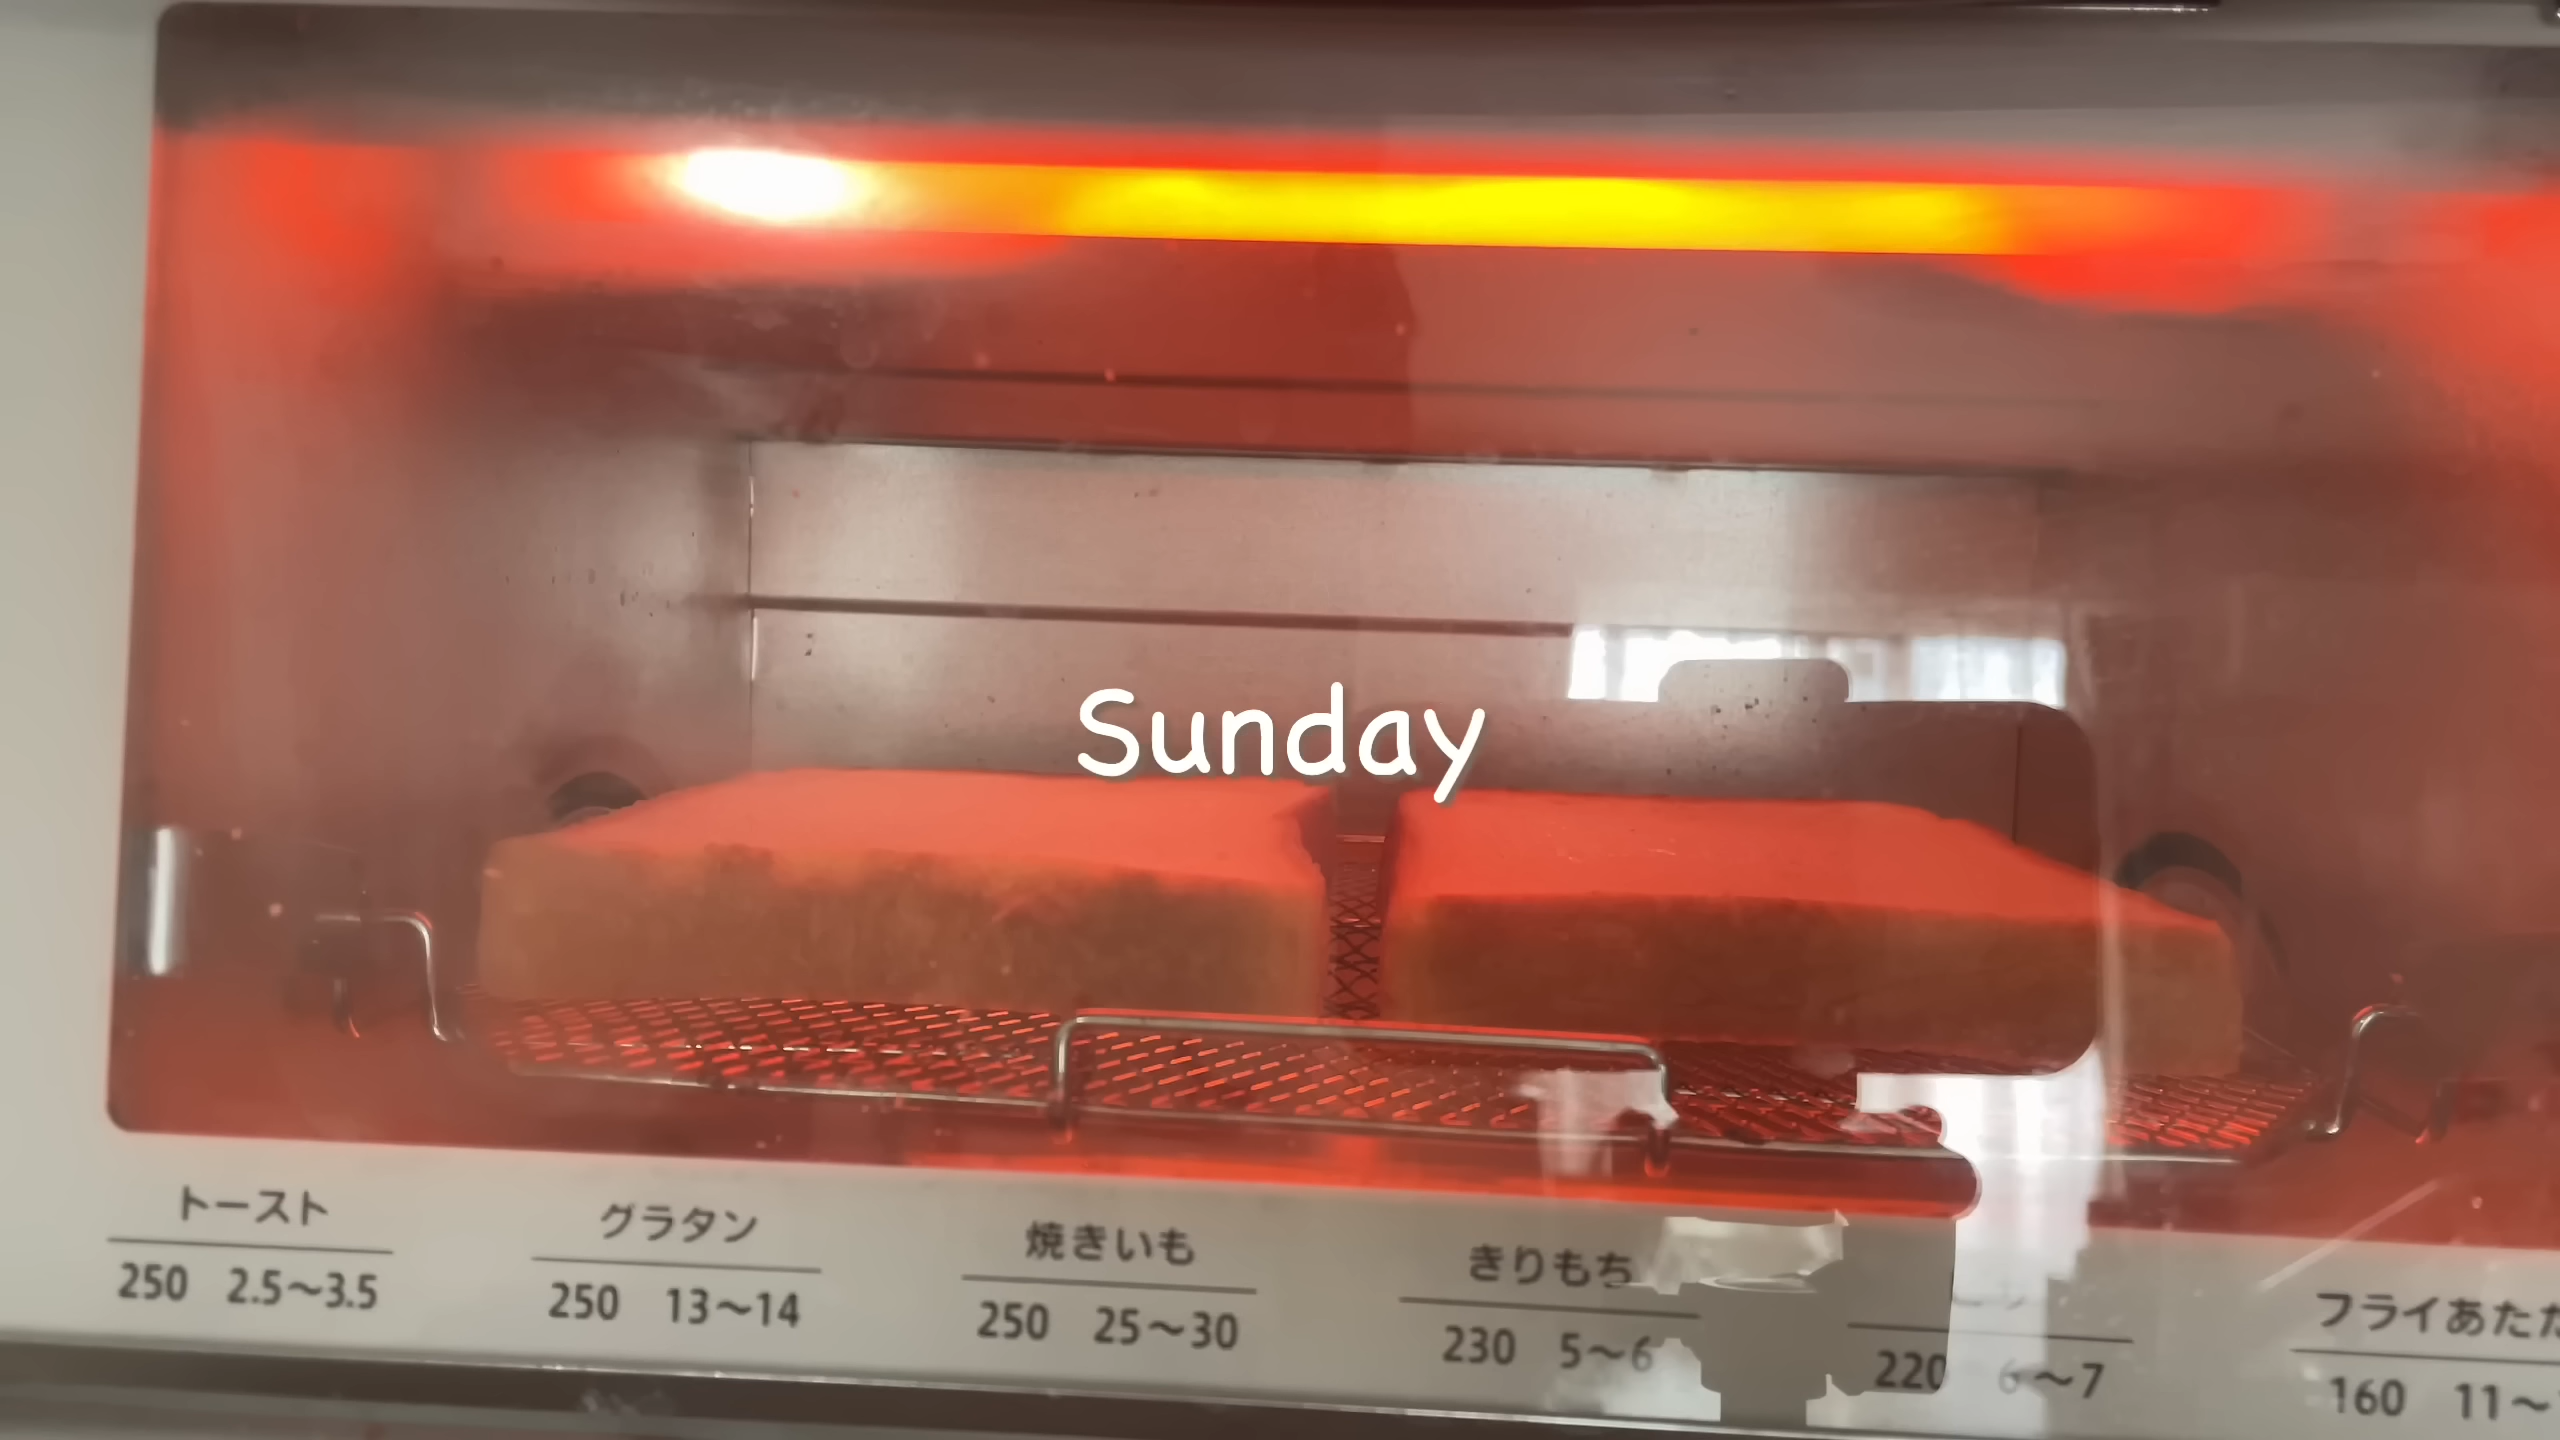 Sunday
トースト
250 2.5〜3.5
グラタン
250 13〜14
焼きいも
250 25〜30
きりもち
230 5〜6
220 6〜7
フライあたた
160 11〜